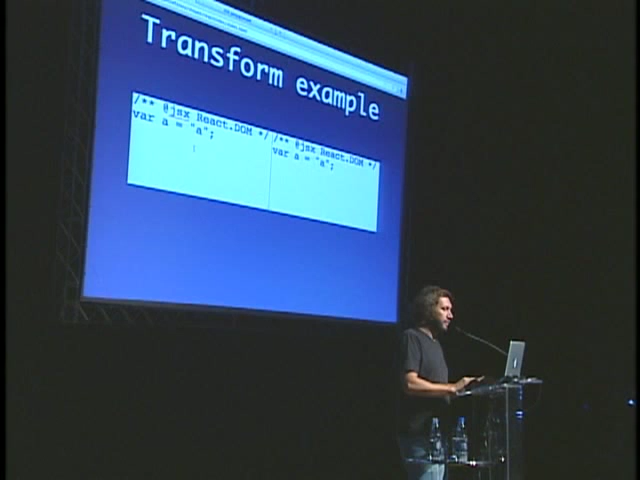 Transform example
/** @jsx React.DOM */
var a = "a";
/** @jsx React.DOM */
var a = "a";